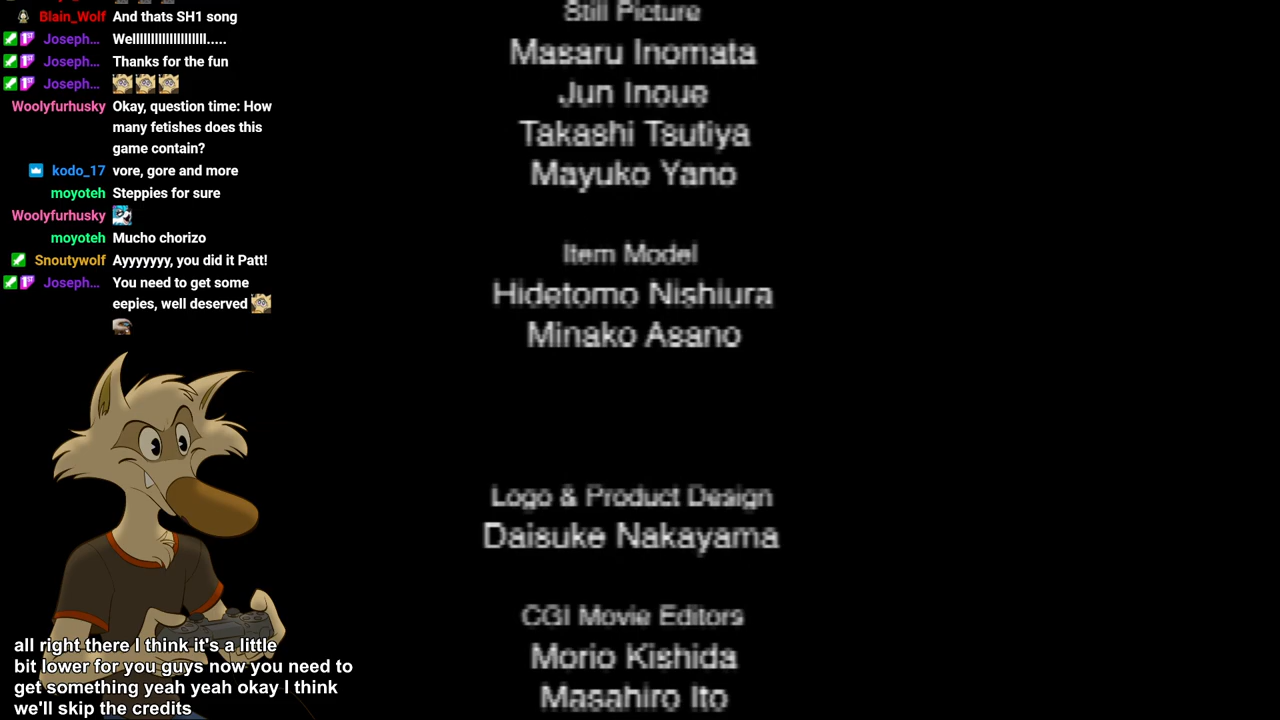 Blain_Wolf And thats SH1 song
Joseph... Wellllllllllllllllllll.....
Joseph... Thanks for the fun
Joseph...
Woolyfurhusky Okay, question time: How
many fetishes does this
game contain?
kodo_17 vore, gore and more
moyoteh Steppies for sure
Woolyfurhusky
moyoteh Mucho chorizo
Snoutywolf Ayyyyyyy, you did it Patt!
Joseph... You need to get some
eepies, well deserved
all right there I think it's a little
bit lower for you guys now you need to
get something yeah yeah okay I think
we'll skip the credits
Still Picture
Masaru Inomata
Jun Inoue
Takashi Tsutiya
Mayuko Yano
Item Model
Hidetomo Nishiura
Minako Asano
Logo & Product Design
Daisuke Nakayama
CGI Movie Editors
Morio Kishida
Masahiro Ito